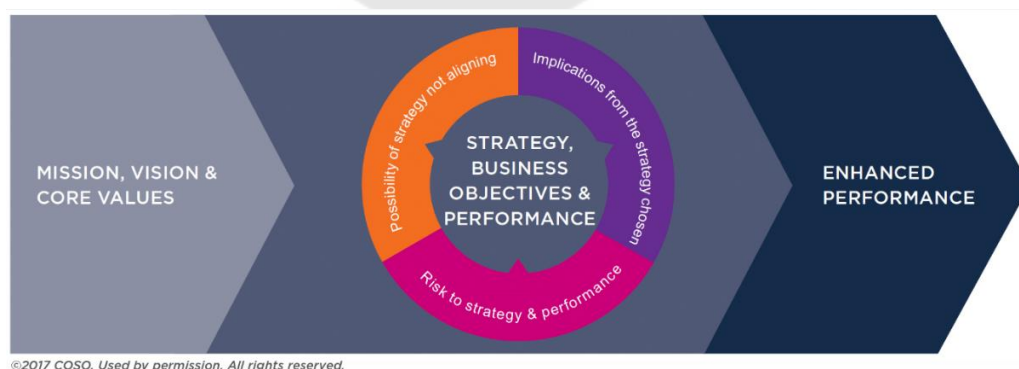 MISSION, VISION &
CORE VALUES
Possibility of strategy not aligning
Implications from the strategy chosen
Risk to strategy & performance
STRATEGY,
BUSINESS
OBJECTIVES &
PERFORMANCE
ENHANCED
PERFORMANCE
©2017 COSO. Used by permission. All rights reserved.